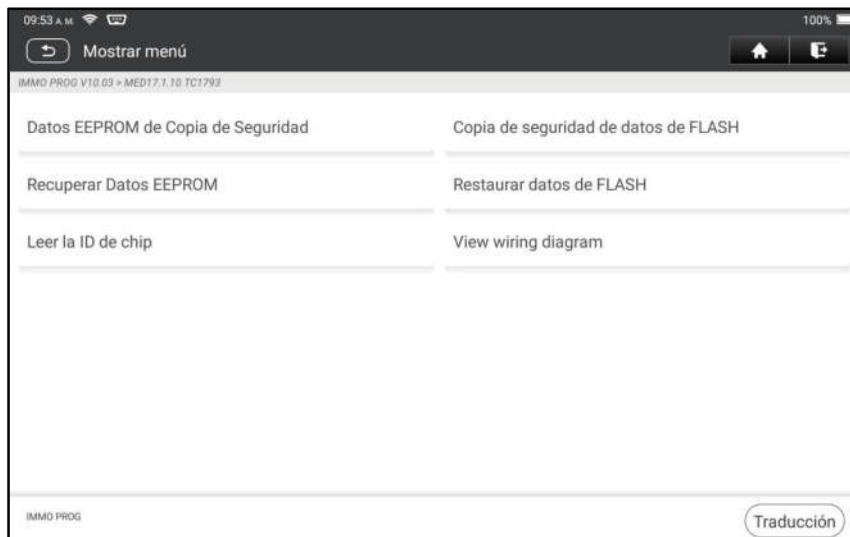 09:53 A.M. 100%
Mostrar menú
IMMO PROG V10.03 > MED17.1.10 TC1793
Datos EEPROM de Copia de Seguridad Copia de seguridad de datos de FLASH
Recuperar Datos EEPROM Restaurar datos de FLASH
Leer la ID de chip View wiring diagram
IMMO PROG Traducción